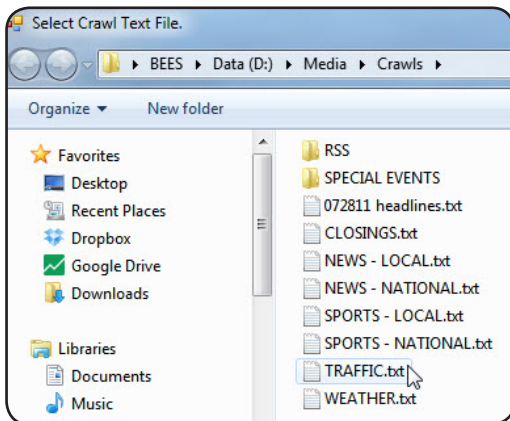 Select Crawl Text File.
BEES Data (D:) Media Crawls
Organize New folder
Favorites
Desktop
Recent Places
Dropbox
Google Drive
Downloads
Libraries
Documents
Music
RSS
SPECIAL EVENTS
072811 headlines.txt
CLOSINGS.txt
NEWS - LOCAL.txt
NEWS - NATIONAL.txt
SPORTS - LOCAL.txt
SPORTS - NATIONAL.txt
TRAFFIC.txt
WEATHER.txt